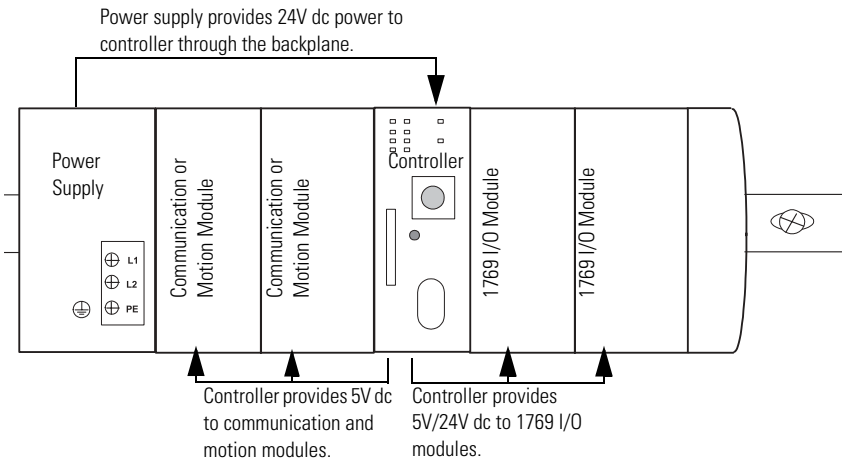 Power supply provides 24V dc power to
controller through the backplane.
Power
Supply
L1
L2
PE
Communication or
Motion Module
Communication or
Motion Module
Controller
1769 I/O Module
1769 I/O Module
Controller provides 5V dc
to communication and
motion modules.
Controller provides
5V/24V dc to 1769 I/O
modules.